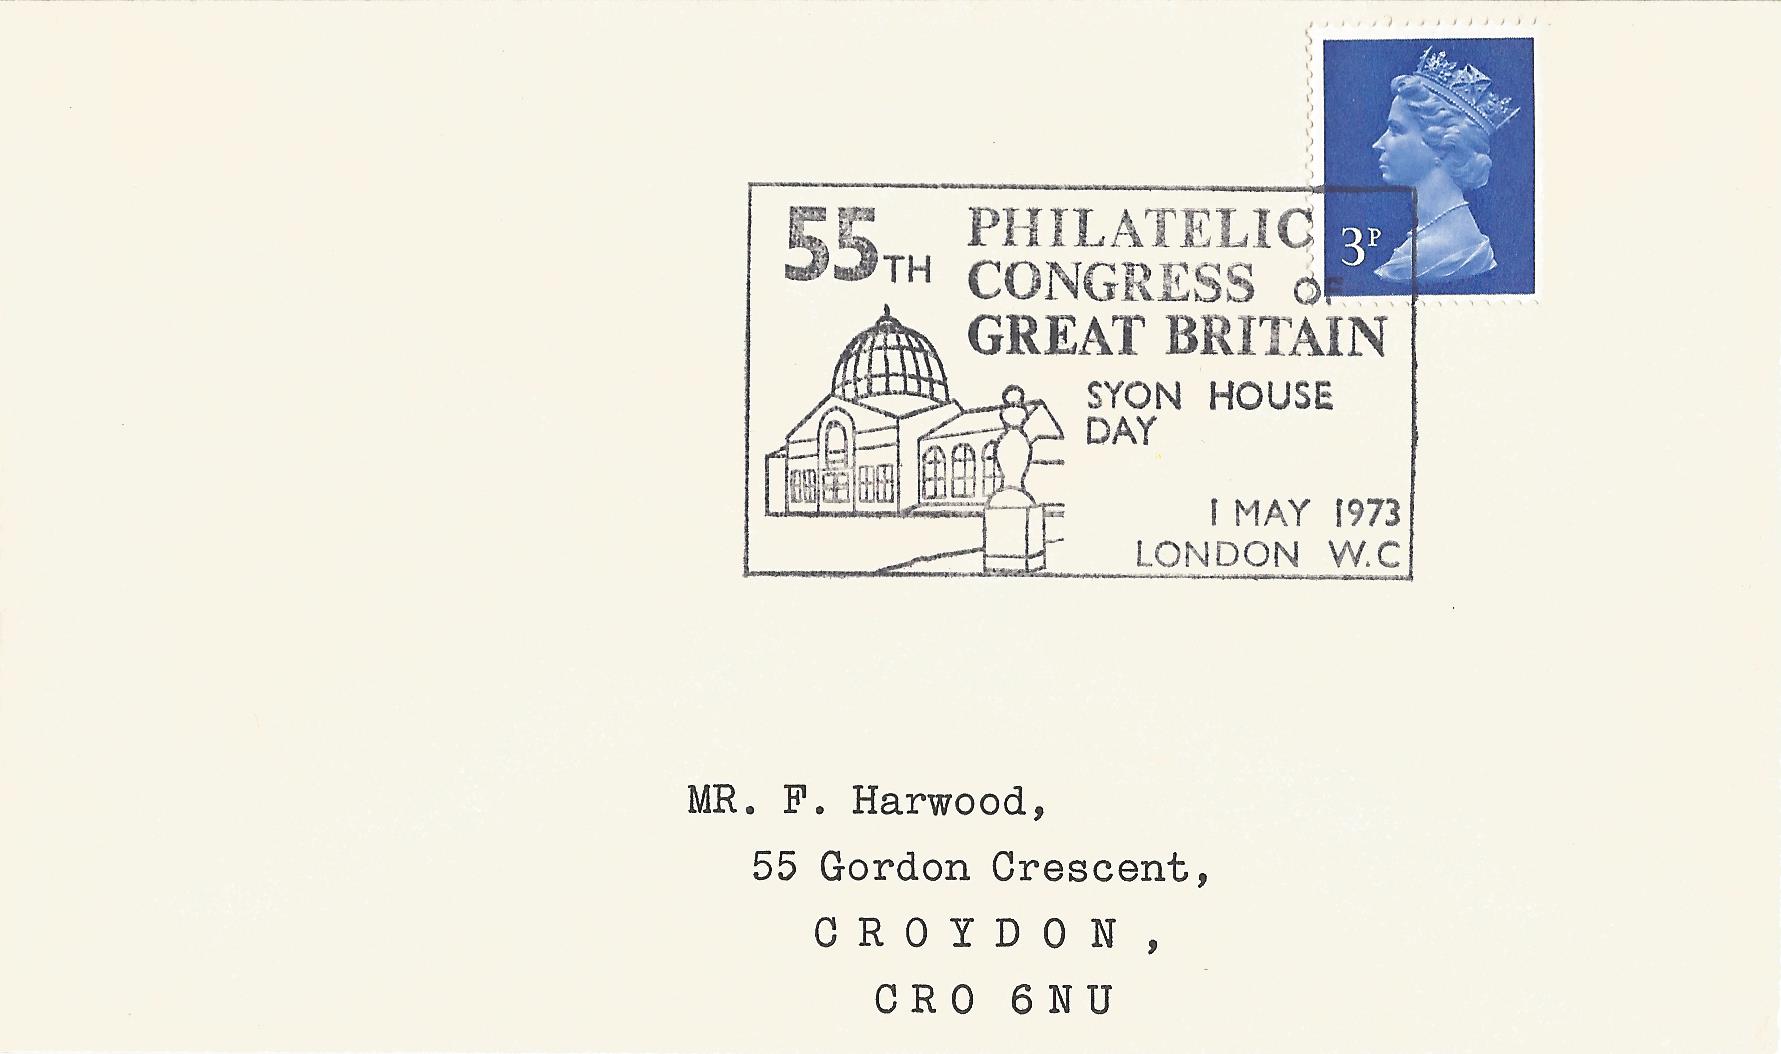 3P
55TH PHILATELIC
CONGRESS OF
GREAT BRITAIN
SYON HOUSE
DAY
1 MAY 1973
LONDON W.C
MR. F. Harwood,
55 Gordon Crescent,
CROYDON,
CRO 6NU